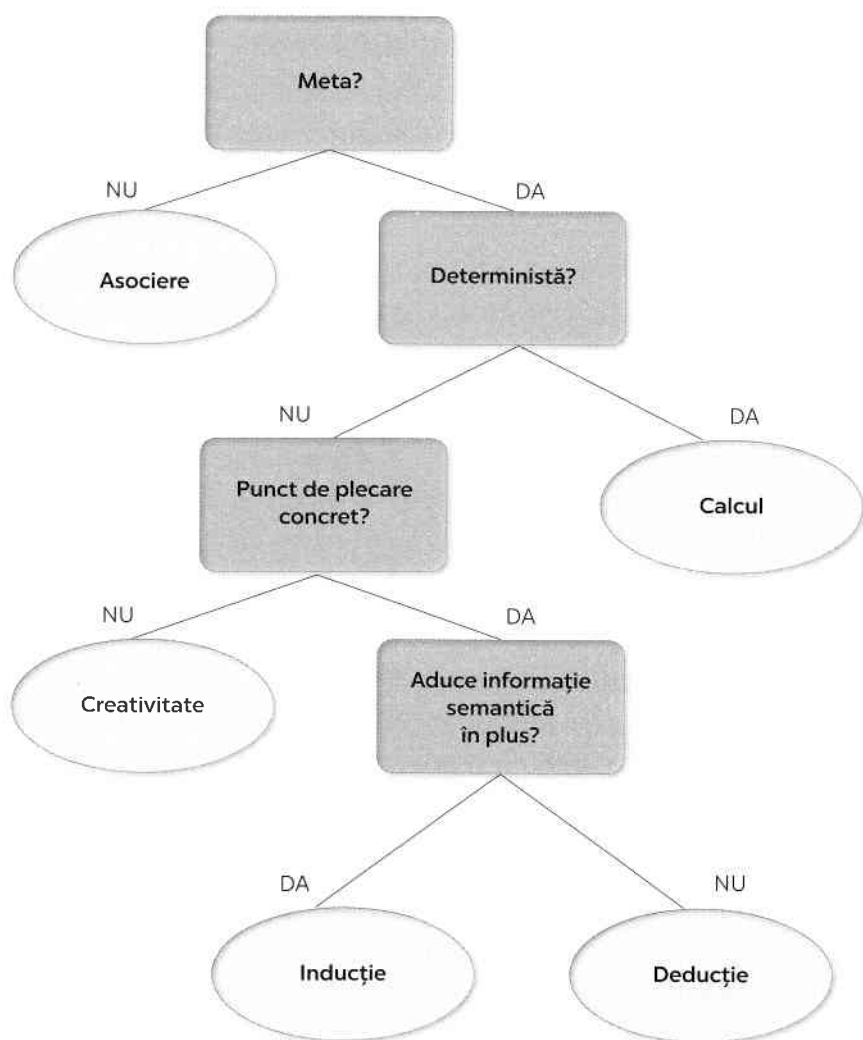 Meta?
NU
DA
Asociere
Deterministă?
NU
DA
Punct de plecare
concret?
Calcul
NU
DA
Creativitate
Aduce informație
semantică
în plus?
DA
NU
Inducție
Deducție